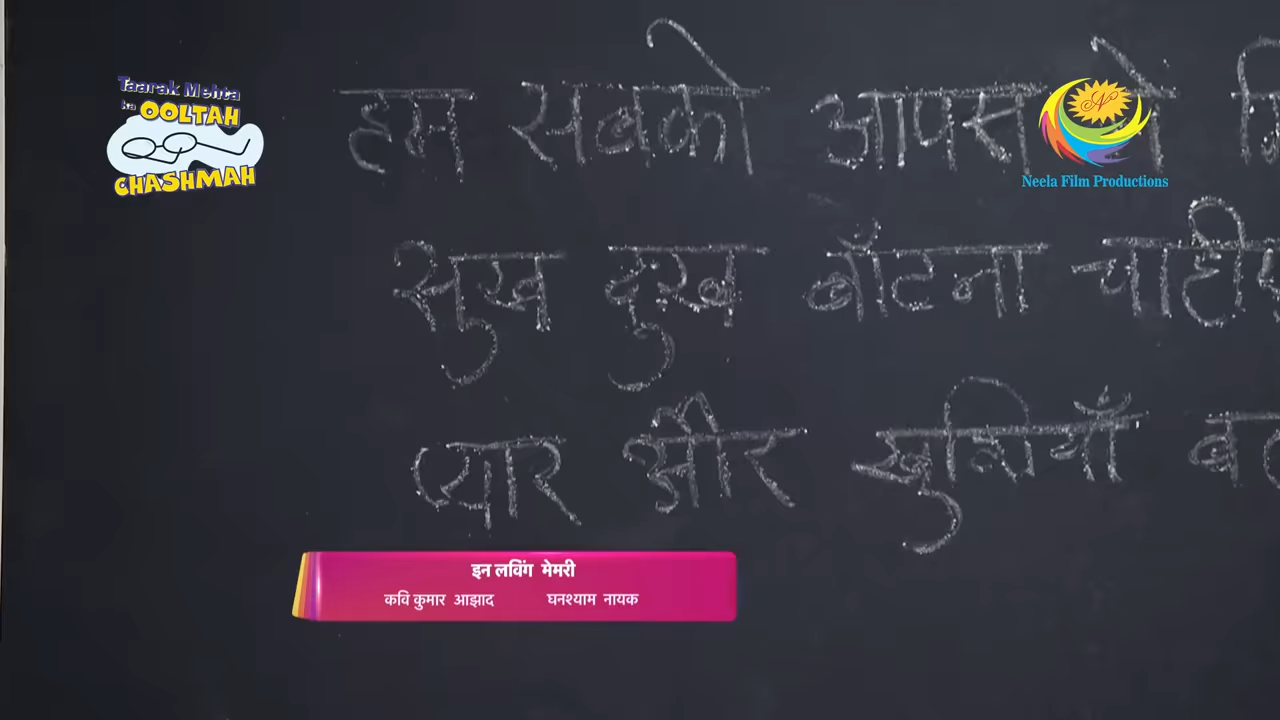 Taarak Mehta
ka OOLTAH
CHASHMAH
Neela Film Productions
हम सबको आपस में
सुख दुख बाँटना चाहीए
प्यार और खुशियाँ
इन लविंग मेमरी
कवि कुमार आझाद घनश्याम नायक